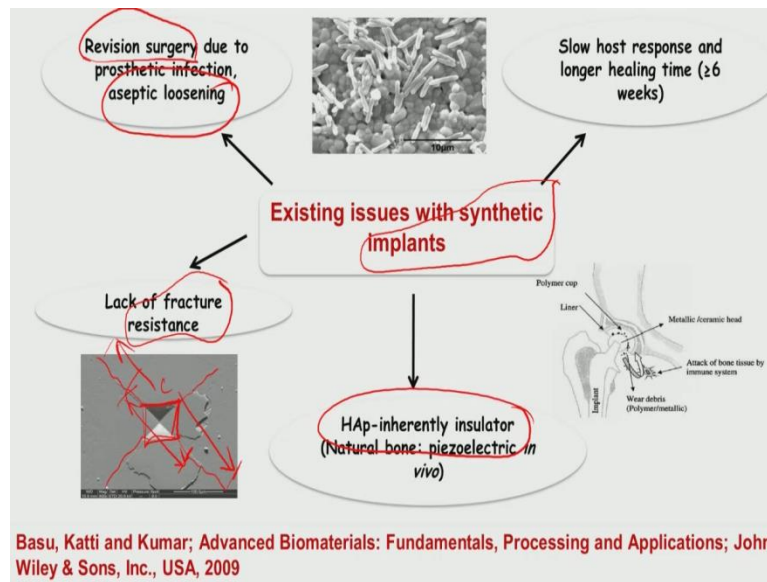 Revision surgery due to
prosthetic infection,
aseptic loosening
10μm
Slow host response and
longer healing time (≥6
weeks)
Existing issues with synthetic
implants
Lack of fracture
resistance
C
HAp-inherently insulator
(Natural bone: piezoelectric in
vivo)
Polymer cup
Liner
Metallic /ceramic head
Attack of bone tissue by
immune system
Wear debris
(Polymer/metallic)
Implant
Basu, Katti and Kumar; Advanced Biomaterials: Fundamentals, Processing and Applications; John
Wiley & Sons, Inc., USA, 2009